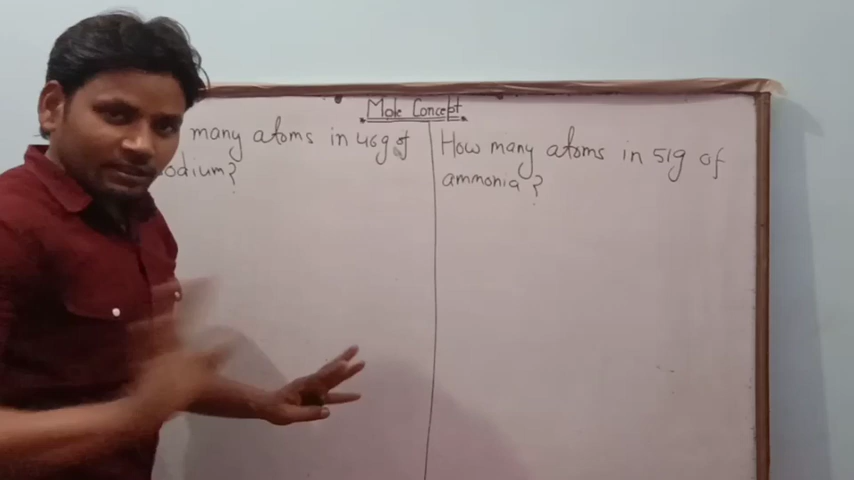 Mole Concept
many atoms in 46g of
odium?
How many atoms in 51g of
ammonia?